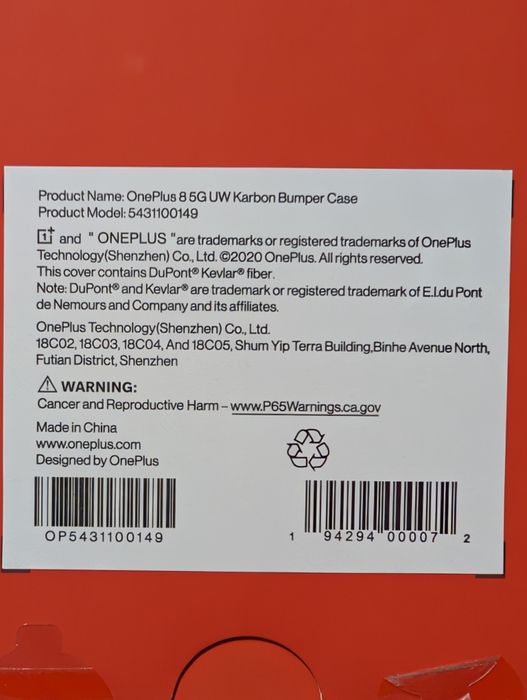 Product Name: OnePlus 8 5G UW Karbon Bumper Case
Product Model: 5431100149
1+ and " ONEPLUS "are trademarks or registered trademarks of OnePlus
Technology(Shenzhen) Co., Ltd. ©2020 OnePlus. All rights reserved.
This cover contains DuPont® Kevlar® fiber.
Note: DuPont® and Kevlar® are trademark or registered trademark of E.I.du Pont
de Nemours and Company and its affiliates.
OnePlus Technology(Shenzhen) Co., Ltd.
18C02, 18C03, 18C04, And 18C05, Shum Yip Terra Building,Binhe Avenue North,
Futian District, Shenzhen
⚠ WARNING:
Cancer and Reproductive Harm – www.P65Warnings.ca.gov
Made in China
www.oneplus.com
Designed by OnePlus
OP5431100149
1 94294 00007 2